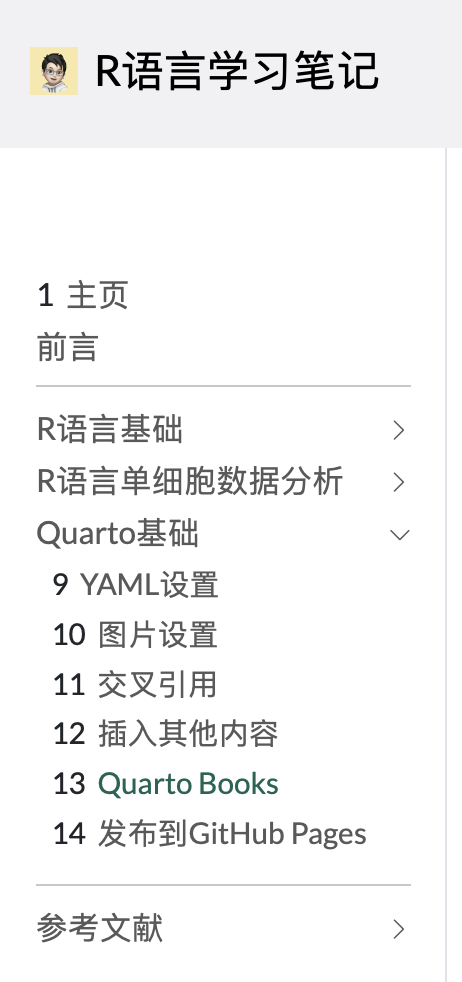 R语言学习笔记
1 主页
前言
R语言基础
R语言单细胞数据分析
Quarto基础
9 YAML设置
10 图片设置
11 交叉引用
12 插入其他内容
13 Quarto Books
14 发布到GitHub Pages
参考文献